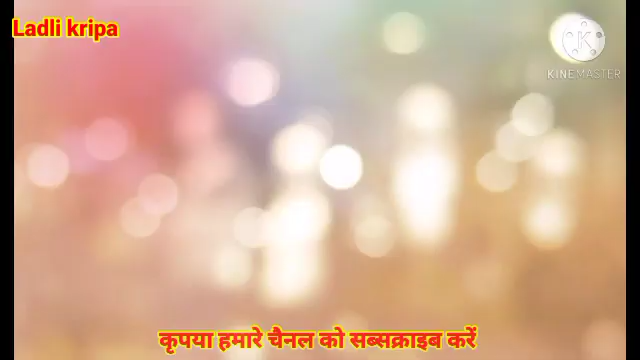 Ladli kripa
K
KINEMASTER
कृपया हमारे चैनल को सब्सक्राइब करें